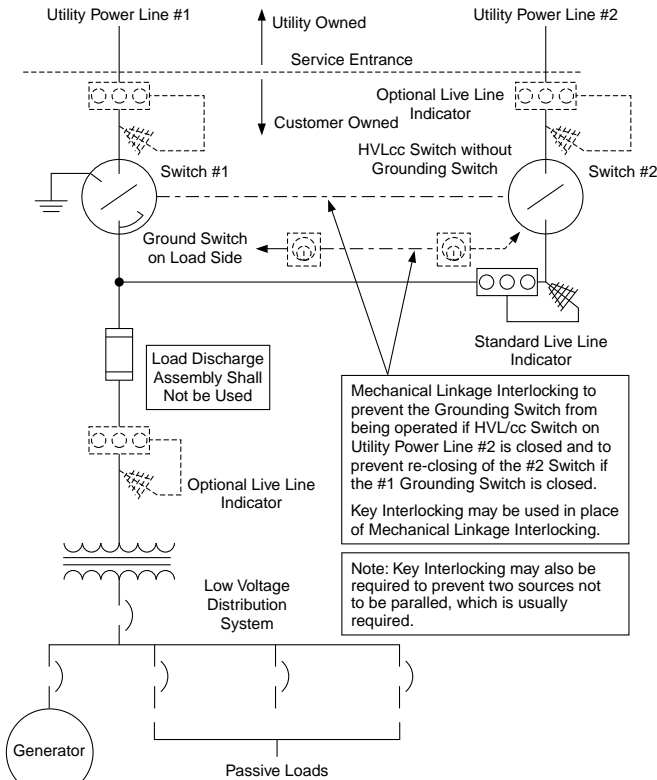 Utility Power Line #1
Utility Owned
Utility Power Line #2
Service Entrance
Optional Live Line
Indicator
Customer Owned
HVLcc Switch without
Grounding Switch
Switch #1
Switch #2
Ground Switch
on Load Side
Standard Live Line
Indicator
Load Discharge
Assembly Shall
Not be Used
Mechanical Linkage Interlocking to
prevent the Grounding Switch from
being operated if HVL/cc Switch on
Utility Power Line #2 is closed and to
prevent re-closing of the #2 Switch if
the #1 Grounding Switch is closed.
Key Interlocking may be used in place
of Mechanical Linkage Interlocking.
Optional Live Line
Indicator
Note: Key Interlocking may also be
required to prevent two sources not
to be paralled, which is usually
required.
Low Voltage
Distribution
System
Generator
Passive Loads